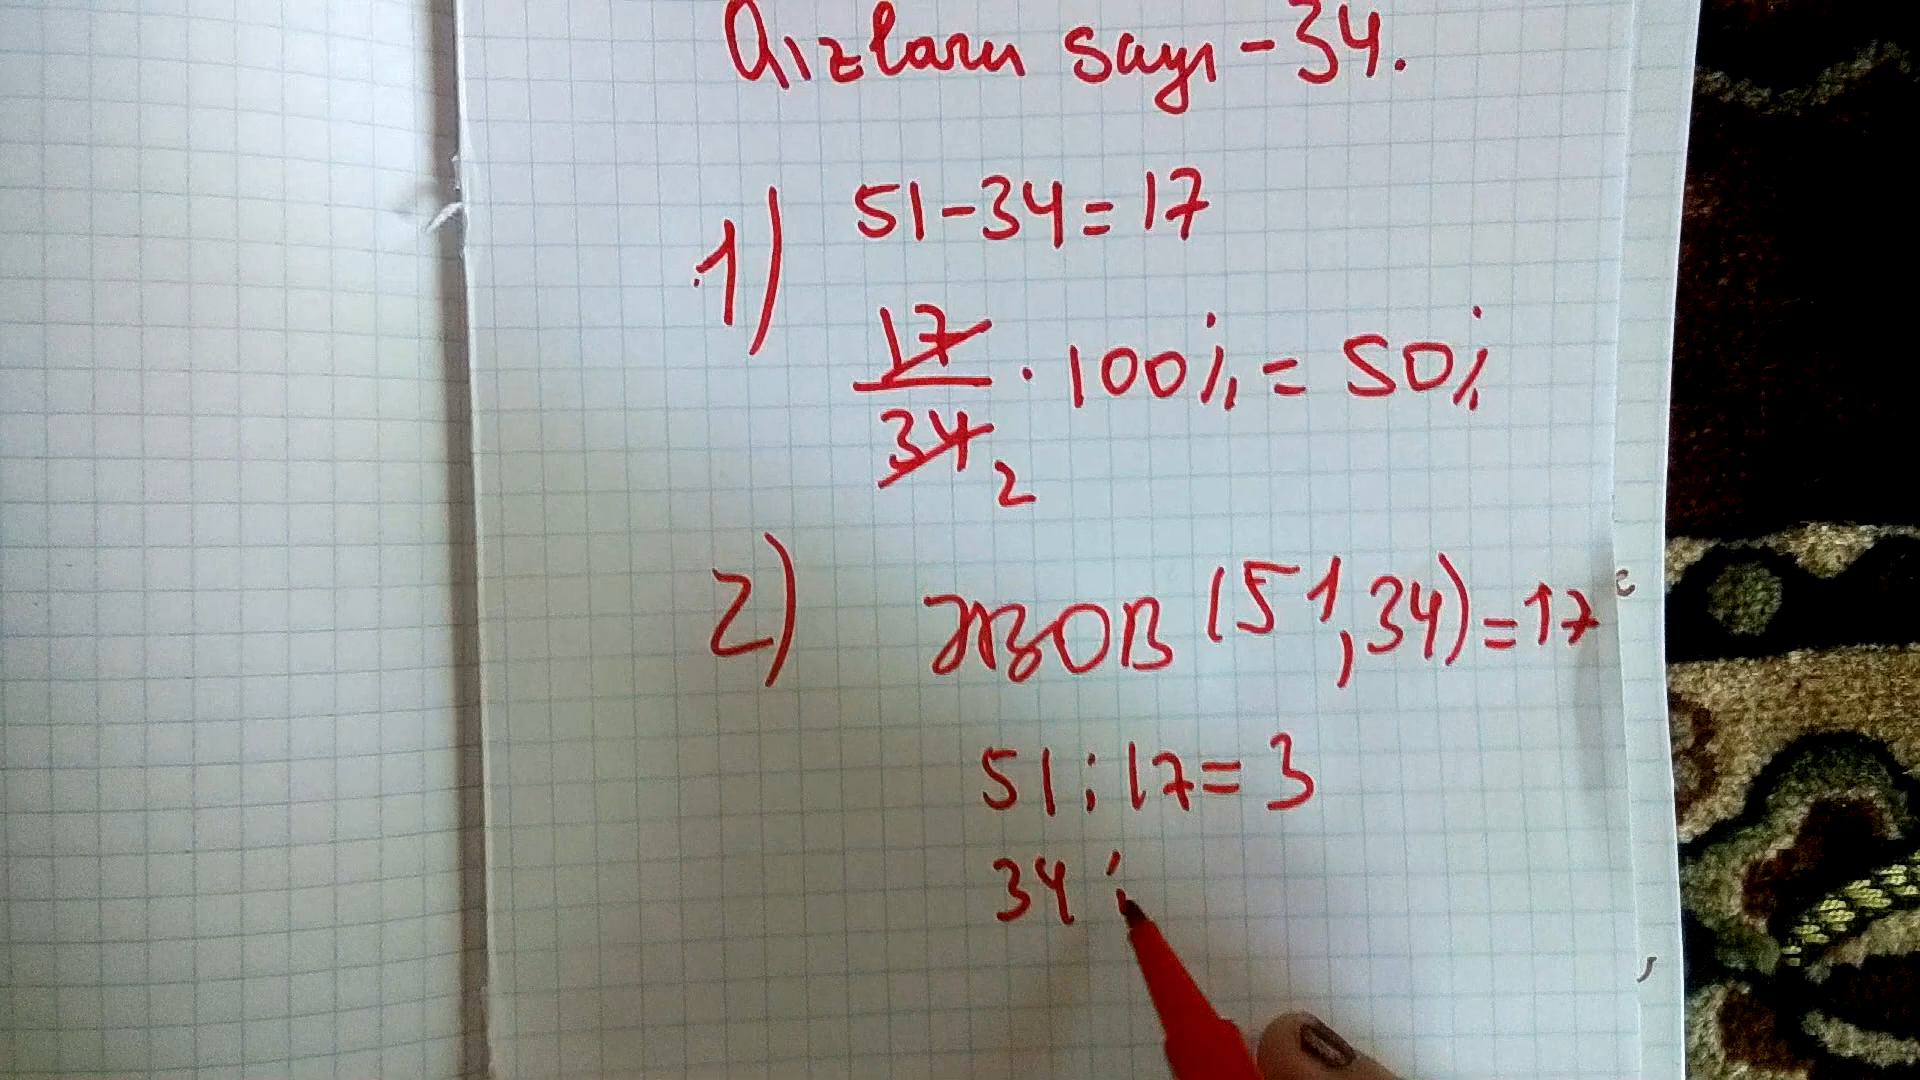 Qızların sayı - 34.
1) 51 - 34 = 17
17/34 2 · 100% = 50%
2) ƏBOB (51, 34) = 17
51 : 17 = 3
34 :